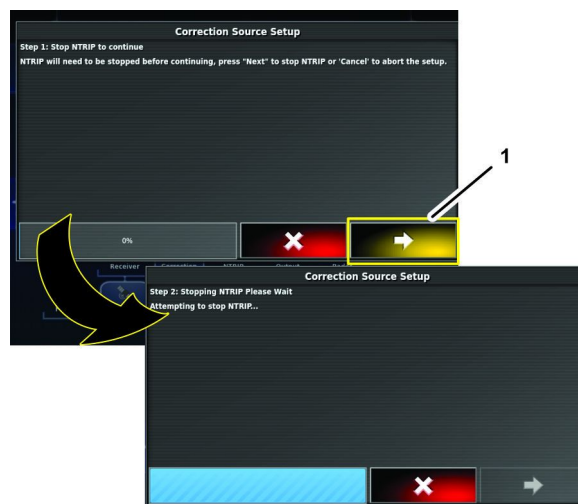 Correction Source Setup
Step 1: Stop NTRIP to continue
NTRIP will need to be stopped before continuing, press "Next" to stop NTRIP or 'Cancel' to abort the setup.
1
0%
Receiver Correction NTRIP Output
Correction Source Setup
Step 2: Stopping NTRIP Please Wait
Attempting to stop NTRIP...